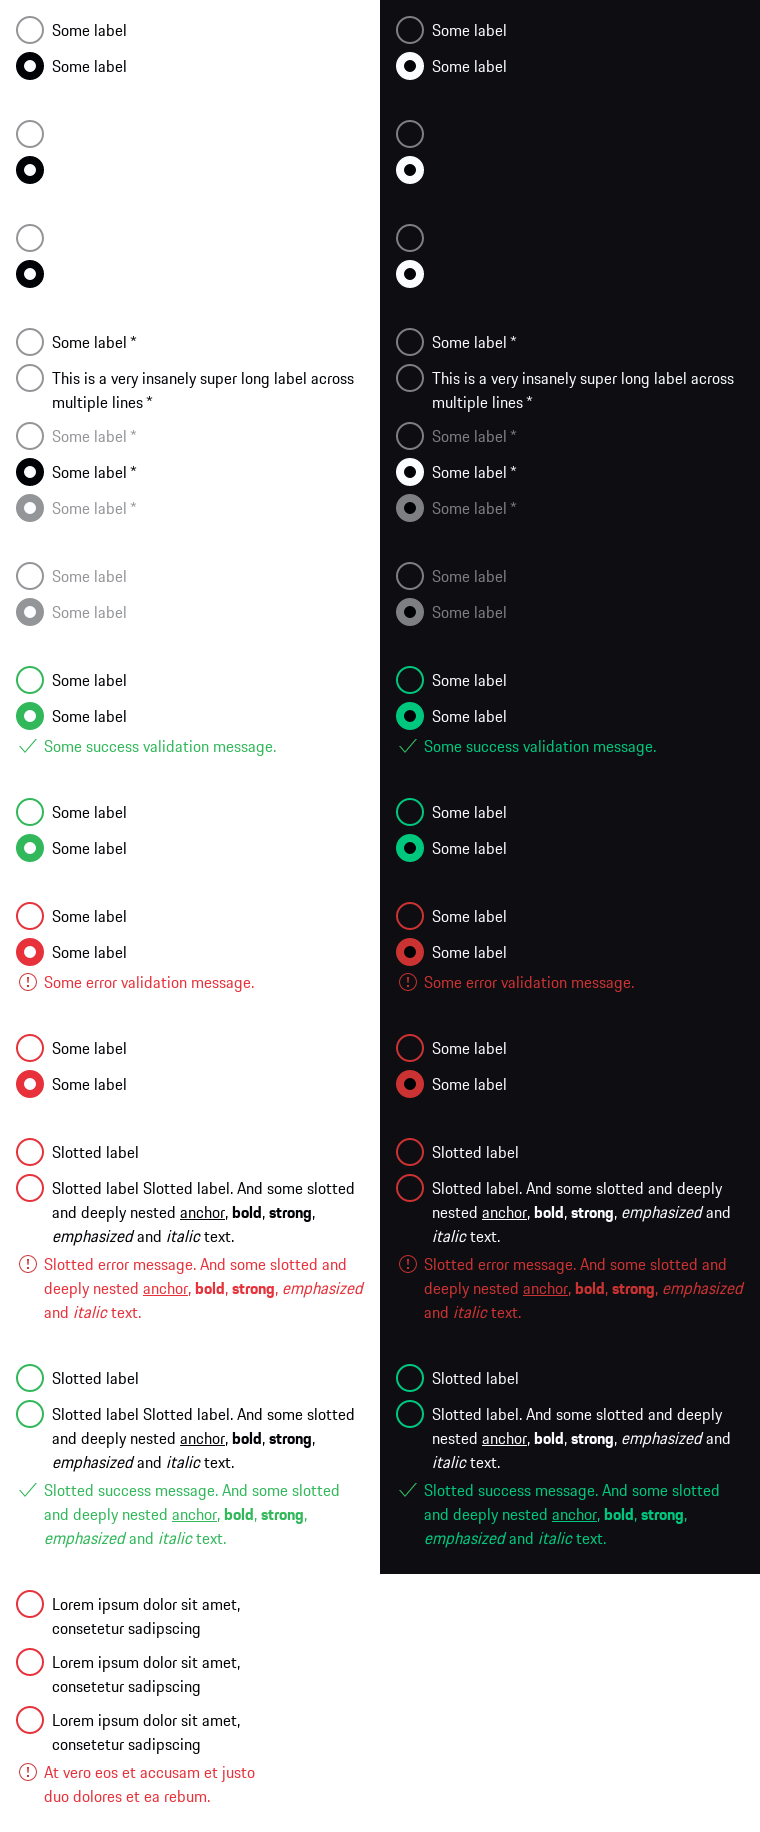 Some label
Some label
Some label *
This is a very insanely super long label across
multiple lines *
Some label *
Some label *
Some label *
Some label
Some label
Some label
Some label
Some success validation message.
Some label
Some label
Some label
Some label
Some error validation message.
Some label
Some label
Slotted label
Slotted label Slotted label. And some slotted
and deeply nested anchor, bold, strong,
emphasized and italic text.
Slotted error message. And some slotted and
deeply nested anchor, bold, strong, emphasized
and italic text.
Slotted label
Slotted label Slotted label. And some slotted
and deeply nested anchor, bold, strong,
emphasized and italic text.
Slotted success message. And some slotted
and deeply nested anchor, bold, strong,
emphasized and italic text.
Lorem ipsum dolor sit amet,
consetetur sadipscing
Lorem ipsum dolor sit amet,
consetetur sadipscing
Lorem ipsum dolor sit amet,
consetetur sadipscing
At vero eos et accusam et justo
duo dolores et ea rebum.
Some label
Some label
Some label *
This is a very insanely super long label across
multiple lines *
Some label *
Some label *
Some label *
Some label
Some label
Some label
Some label
Some success validation message.
Some label
Some label
Some label
Some label
Some error validation message.
Some label
Some label
Slotted label
Slotted label. And some slotted and deeply
nested anchor, bold, strong, emphasized and
italic text.
Slotted error message. And some slotted and
deeply nested anchor, bold, strong, emphasized
and italic text.
Slotted label
Slotted label. And some slotted and deeply
nested anchor, bold, strong, emphasized and
italic text.
Slotted success message. And some slotted
and deeply nested anchor, bold, strong,
emphasized and italic text.